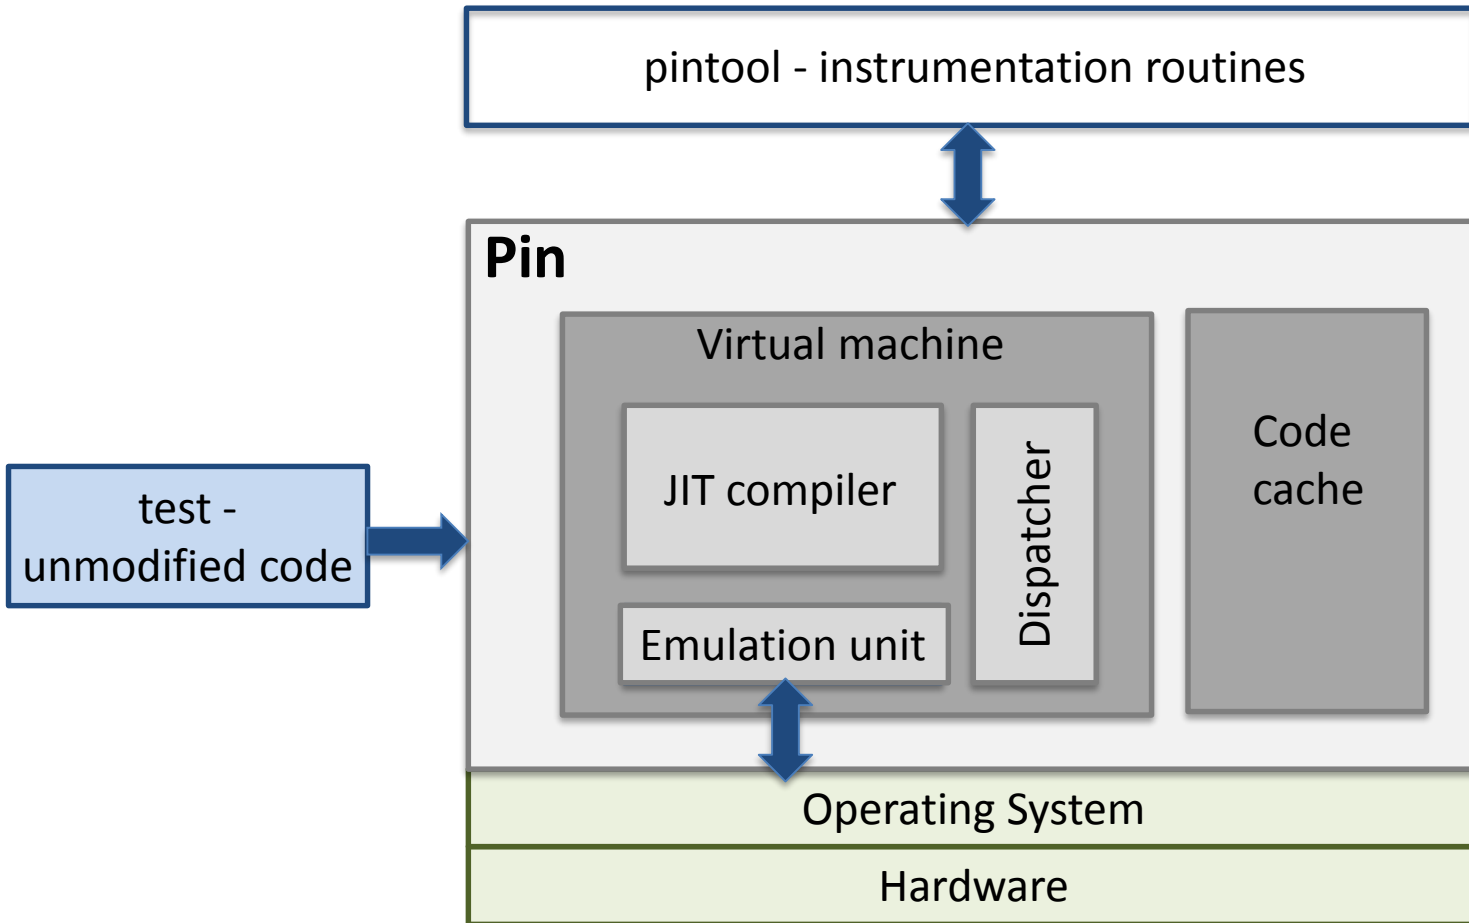 pintool - instrumentation routines
Pin
Virtual machine
JIT compiler
Dispatcher
Code
cache
test -
unmodified code
Emulation unit
Operating System
Hardware